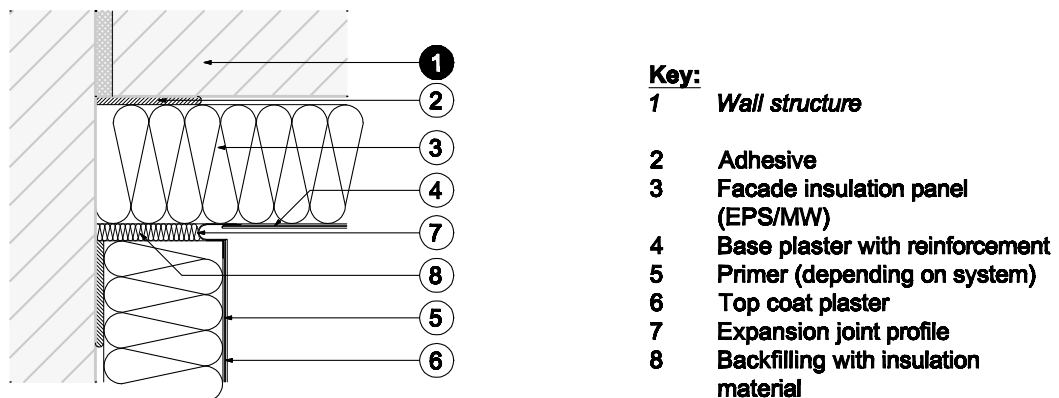 1
2
3
4
7
8
5
6
Key:
1 Wall structure
2 Adhesive
3 Facade insulation panel
(EPS/MW)
4 Base plaster with reinforcement
5 Primer (depending on system)
6 Top coat plaster
7 Expansion joint profile
8 Backfilling with insulation
material